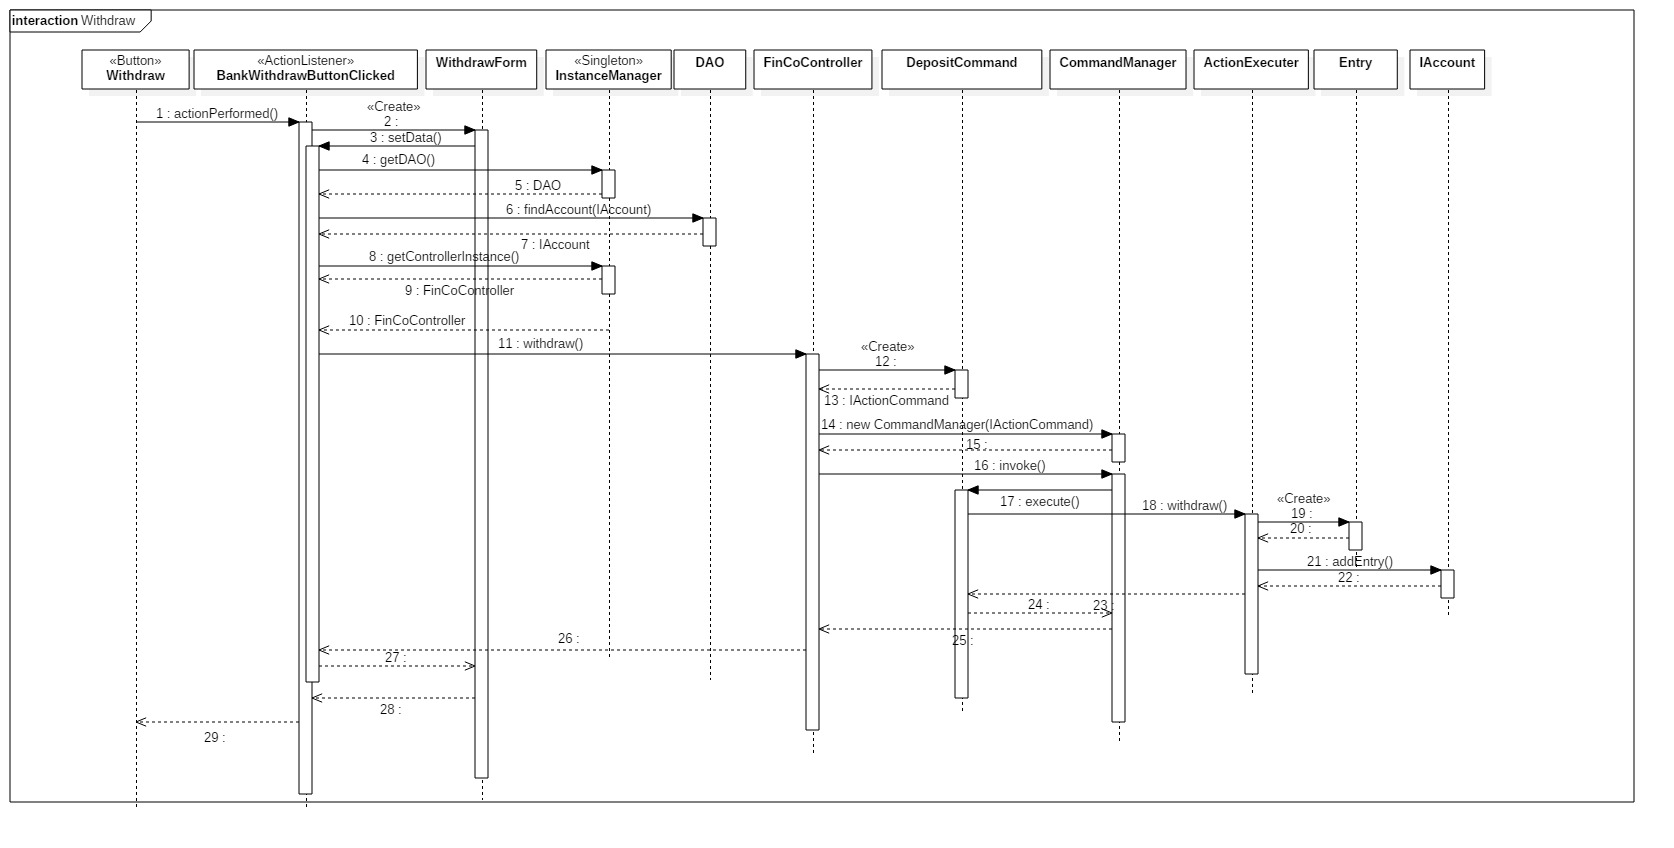 interaction Withdraw
«Button»
Withdraw
«ActionListener»
BankWithdrawButtonClicked
WithdrawForm
«Singleton»
InstanceManager
DAO
FinCoController
DepositCommand
CommandManager
ActionExecuter
Entry
IAccount
1 : actionPerformed()
«Create»
2 :
3 : setData()
4 : getDAO()
5 : DAO
6 : findAccount(IAccount)
7 : IAccount
8 : getControllerInstance()
9 : FinCoController
10 : FinCoController
11 : withdraw()
«Create»
12 :
13 : IActionCommand
14 : new CommandManager(IActionCommand)
15 :
16 : invoke()
17 : execute()
18 : withdraw()
«Create»
19 :
20 :
21 : addEntry()
22 :
23 :
24 :
25 :
26 :
27 :
28 :
29 :